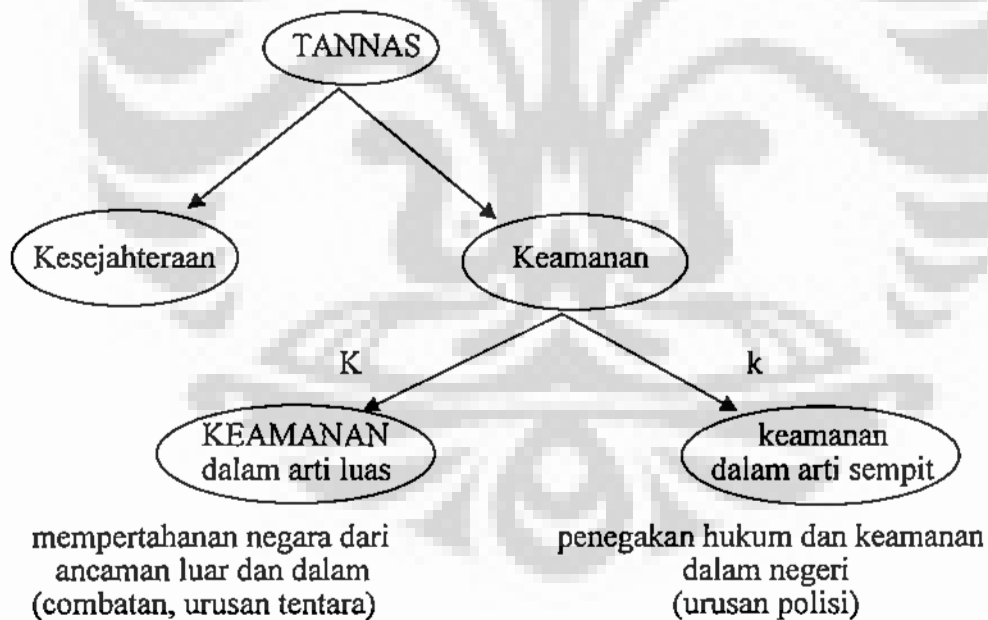 TANNAS
Kesejahteraan
Keamanan
K
k
KEAMANAN
dalam arti luas
keamanan
dalam arti sempit
mempertahanan negara dari
ancaman luar dan dalam
(combatan, urusan tentara)
penegakan hukum dan keamanan
dalam negeri
(urusan polisi)